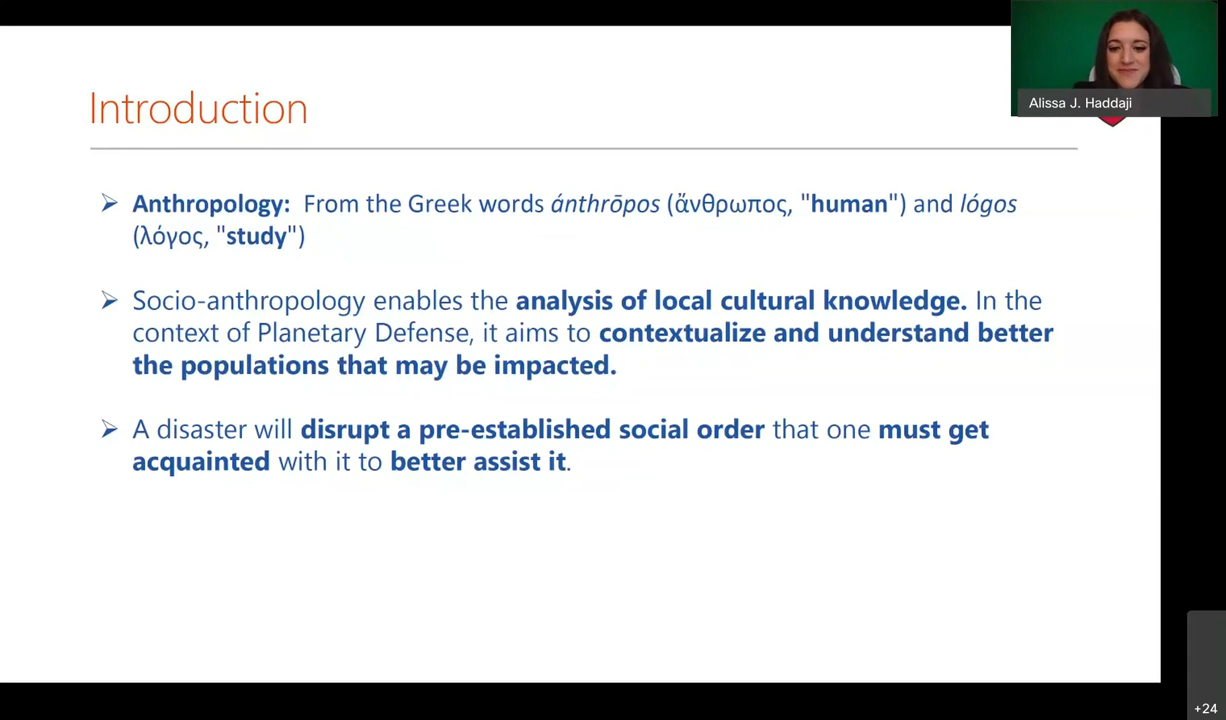 Introduction
Alissa J. Haddaji
Anthropology: From the Greek words ánthrōpos (ἄνθρωπος, "human") and lógos
(λόγος, "study")
Socio-anthropology enables the analysis of local cultural knowledge. In the
context of Planetary Defense, it aims to contextualize and understand better
the populations that may be impacted.
A disaster will disrupt a pre-established social order that one must get
acquainted with it to better assist it.
+24